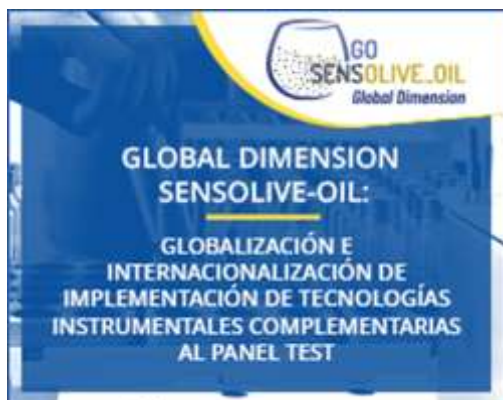 GO
SENSOLIVE_OIL
Global Dimension
GLOBAL DIMENSION
SENSOLIVE-OIL:
GLOBALIZACIÓN E
INTERNACIONALIZACIÓN DE
IMPLEMENTACIÓN DE TECNOLOGÍAS
INSTRUMENTALES COMPLEMENTARIAS
AL PANEL TEST